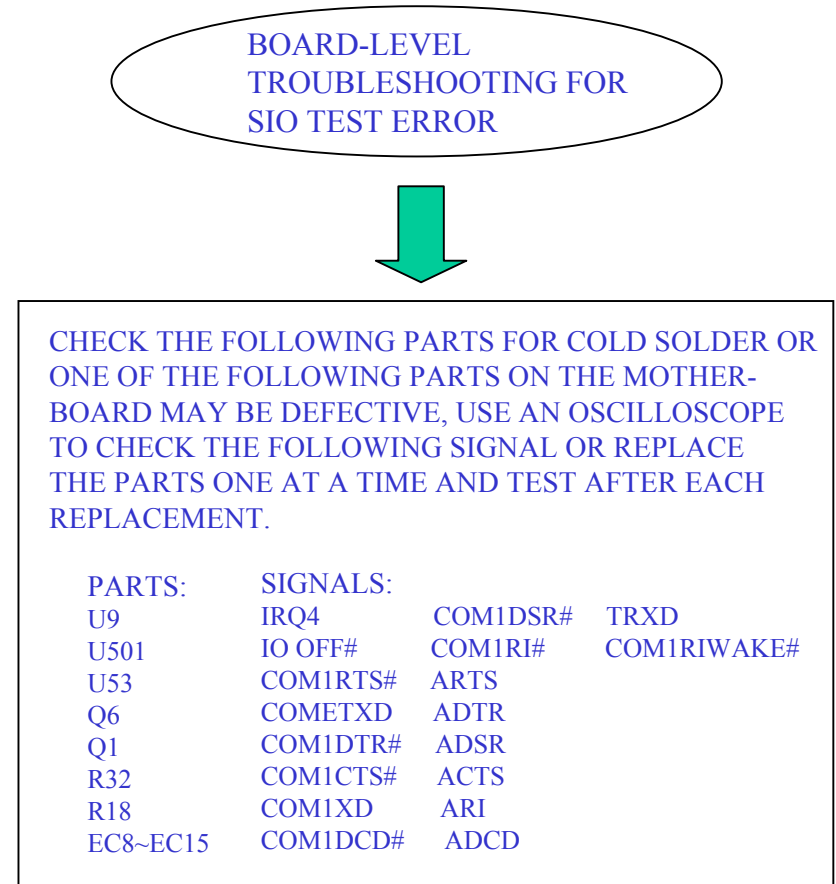 BOARD-LEVEL
TROUBLESHOOTING FOR
SIO TEST ERROR
CHECK THE FOLLOWING PARTS FOR COLD SOLDER OR
ONE OF THE FOLLOWING PARTS ON THE MOTHER-
BOARD MAY BE DEFECTIVE, USE AN OSCILLOSCOPE
TO CHECK THE FOLLOWING SIGNAL OR REPLACE
THE PARTS ONE AT A TIME AND TEST AFTER EACH
REPLACEMENT.
PARTS: SIGNALS:
U9 IRQ4 COM1DSR# TRXD
U501 IO OFF# COM1RI# COM1RIWAKE#
U53 COM1RTS# ARTS
Q6 COMETXD ADTR
Q1 COM1DTR# ADSR
R32 COM1CTS# ACTS
R18 COM1XD ARI
EC8~EC15 COM1DCD# ADCD